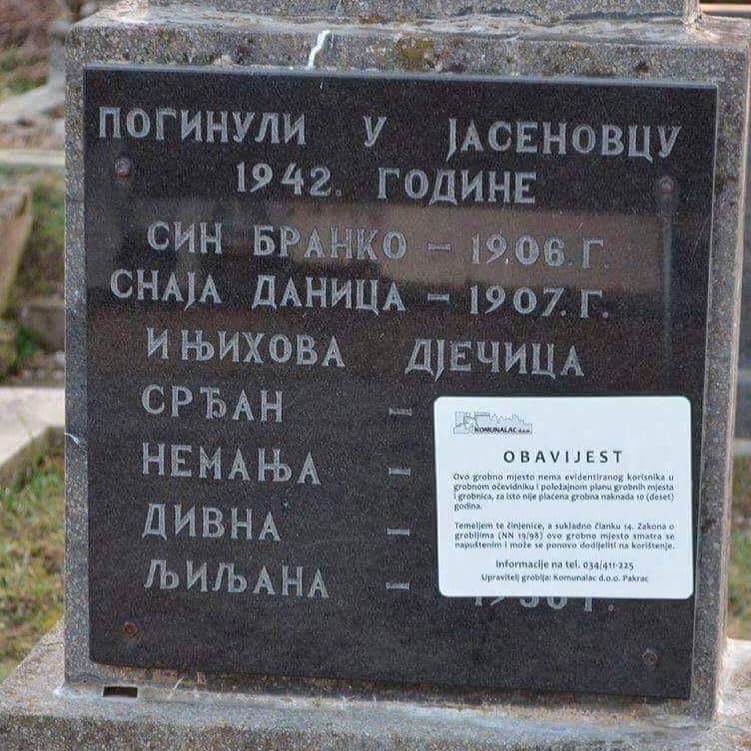 ПОГИНУЛИ У ЈАСЕНОВЦУ
1942. ГОДИНЕ
СИН БРАНКО – 1906. Г.
СНАЈА ДАНИЦА – 1907. Г.
И ЊИХОВА ДЈЕЧИЦА
СРЂАН –
НЕМАЊА –
ДИВНА –
ЉИЉАНА –
KOMUNALAC d.o.o.
OBAVIJEST
Ovo grobno mjesto nema evidentiranog korisnika u
grobnom očevidniku i položajnom planu grobnih mjesta
i grobnica, za isto nije plaćena grobna naknada 10 (deset)
godina.
Temeljem te činjenice, a sukladno članku 14. Zakona o
grobljima (NN 19/98) ovo grobno mjesto smatra se
napuštenim i može se ponovo dodijeliti na korištenje.
Informacije na tel. 034/411-225
Upravitelj groblja: Komunalac d.o.o. Pakrac